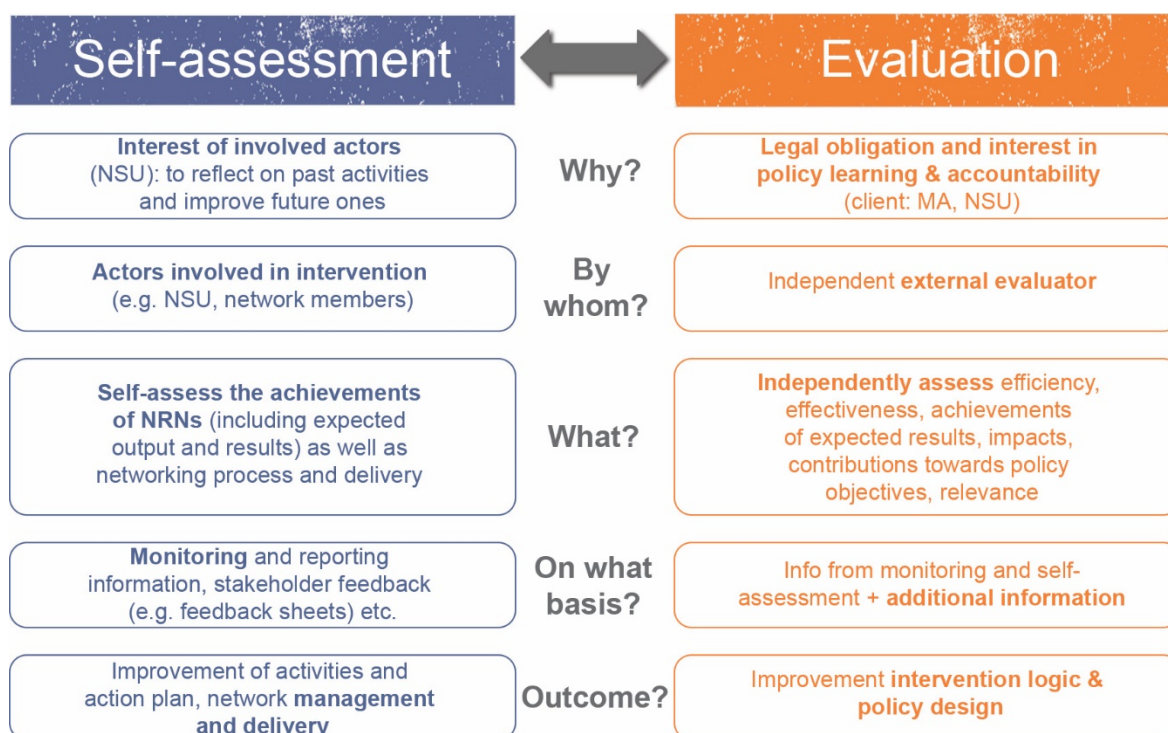 Self-assessment
Evaluation
Interest of involved actors
(NSU): to reflect on past activities
and improve future ones
Why?
Legal obligation and interest in
policy learning & accountability
(client: MA, NSU)
Actors involved in intervention
(e.g. NSU, network members)
By
whom?
Independent external evaluator
Self-assess the achievements
of NRNs (including expected
output and results) as well as
networking process and delivery
What?
Independently assess efficiency,
effectiveness, achievements
of expected results, impacts,
contributions towards policy
objectives, relevance
Monitoring and reporting
information, stakeholder feedback
(e.g. feedback sheets) etc.
On what
basis?
Info from monitoring and self-
assessment + additional information
Improvement of activities and
action plan, network management
and delivery
Outcome?
Improvement intervention logic &
policy design